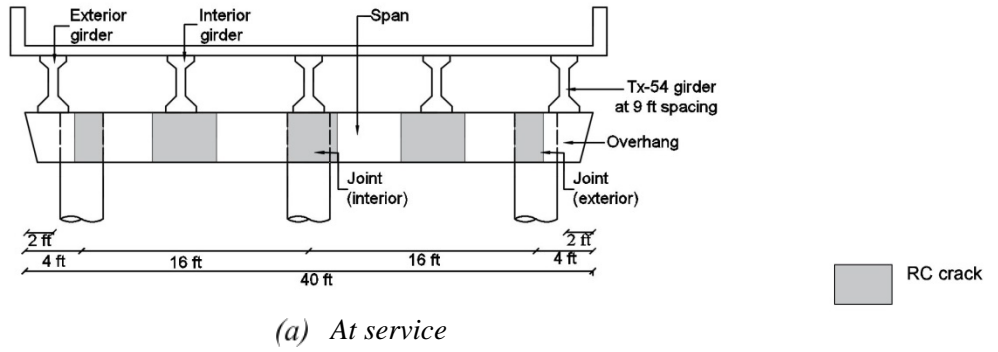 Exterior
girder
Interior
girder
Span
Tx-54 girder
at 9 ft spacing
Overhang
Joint
(interior)
Joint
(exterior)
2 ft
2 ft
4 ft
16 ft
16 ft
4 ft
40 ft
RC crack
(a) At service